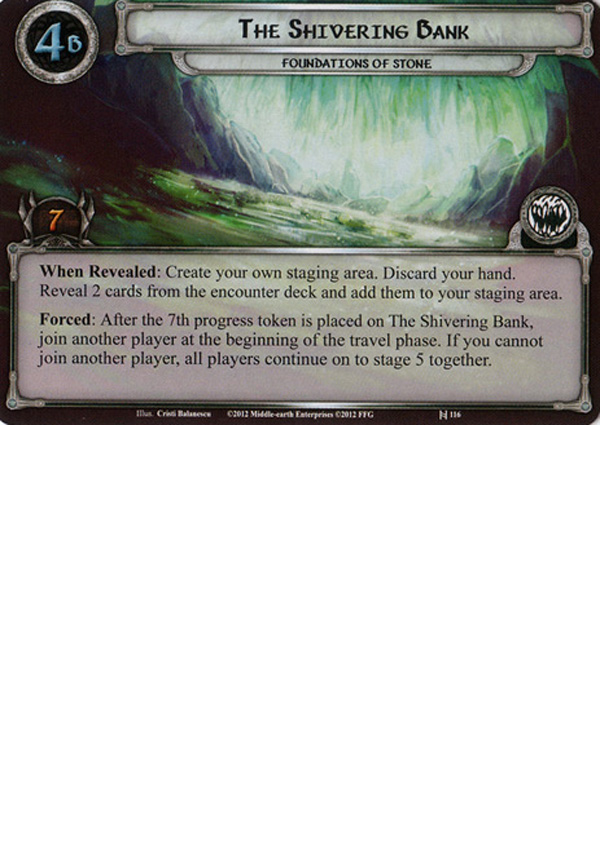 4B
The Shivering Bank
Foundations of Stone
7
When Revealed: Create your own staging area. Discard your hand.
Reveal 2 cards from the encounter deck and add them to your staging area.
Forced: After the 7th progress token is placed on The Shivering Bank,
join another player at the beginning of the travel phase. If you cannot
join another player, all players continue on to stage 5 together.
Illus. Cristi Balanescu ©2012 Middle-earth Enterprises ©2012 FFG 116